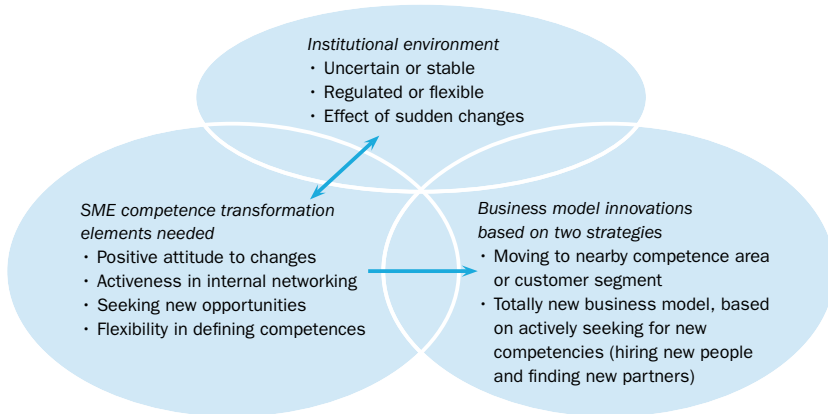 Institutional environment
· Uncertain or stable
· Regulated or flexible
· Effect of sudden changes
SME competence transformation
elements needed
· Positive attitude to changes
· Activeness in internal networking
· Seeking new opportunities
· Flexibility in defining competences
Business model innovations
based on two strategies
· Moving to nearby competence area
or customer segment
· Totally new business model, based
on actively seeking for new
competencies (hiring new people
and finding new partners)